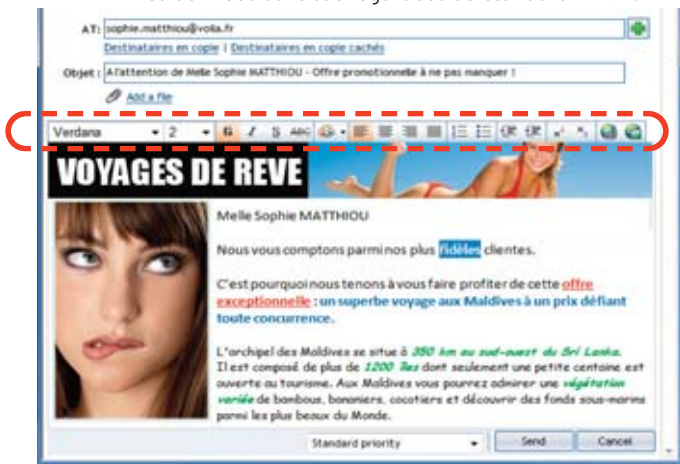 AT: sophie.matthiou@voila.fr
Destinataires en copie | Destinataires en copie cachés
Objet : A l'attention de Melle Sophie MATTHIOU - Offre promotionnelle à ne pas manquer !
Add a file
Verdana 2 G I S ABC
VOYAGES DE REVE
Melle Sophie MATTHIOU
Nous vous comptons parmi nos plus fidèles clientes.
C'est pourquoi nous tenons à vous faire profiter de cette offre
exceptionnelle : un superbe voyage aux Maldives à un prix défiant
toute concurrence.
L'archipel des Maldives se situe à 350 km au sud-ouest du Sri Lanka.
Il est composé de plus de 1200 îles dont seulement une petite centaine est
ouverte au tourisme. Aux Maldives vous pourrez admirer une végétation
variée de bambous, bananiers, cocotiers et découvrir des fonds sous-marins
parmi les plus beaux du Monde.
Standard priority Send Cancel